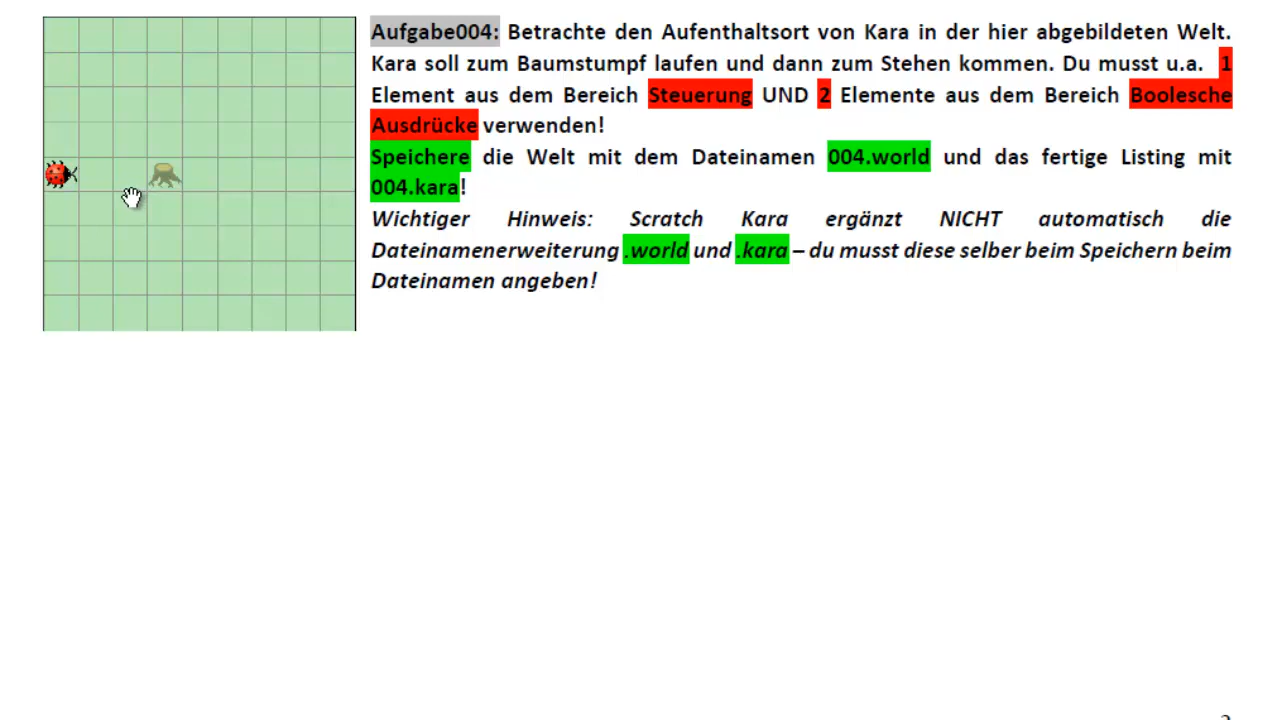 Aufgabe004: Betrachte den Aufenthaltsort von Kara in der hier abgebildeten Welt.
Kara soll zum Baumstumpf laufen und dann zum Stehen kommen. Du musst u.a. 1
Element aus dem Bereich Steuerung UND 2 Elemente aus dem Bereich Boolesche
Ausdrücke verwenden!
Speichere die Welt mit dem Dateinamen 004.world und das fertige Listing mit
004.kara!
Wichtiger Hinweis: Scratch Kara ergänzt NICHT automatisch die
Dateinamenerweiterung .world und .kara – du musst diese selber beim Speichern beim
Dateinamen angeben!